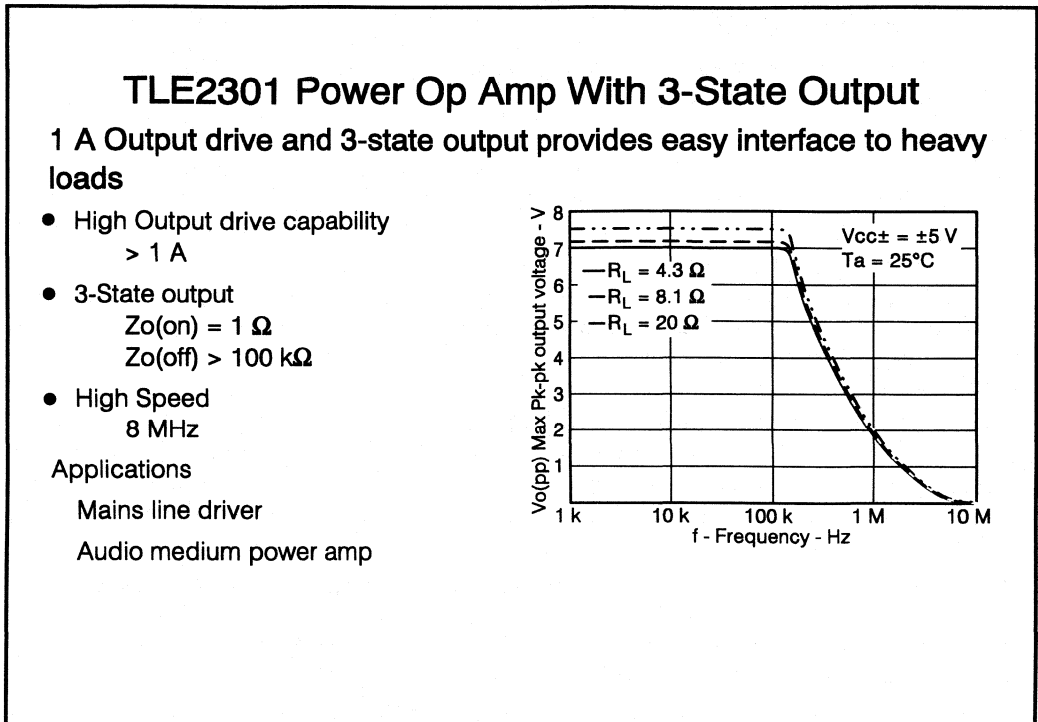 TLE2301 Power Op Amp With 3-State Output
1 A Output drive and 3-state output provides easy interface to heavy
loads
● High Output drive capability
> 1 A
● 3-State output
Zo(on) = 1 Ω
Zo(off) > 100 kΩ
● High Speed
8 MHz
Applications
Mains line driver
Audio medium power amp
Vo(pp) Max Pk-pk output voltage - V
8
7
6
5
4
3
2
1
Vcc± = ±5 V
Ta = 25°C
—RL = 4.3 Ω
—RL = 8.1 Ω
—RL = 20 Ω
1 k 10 k 100 k 1 M 10 M
f - Frequency - Hz